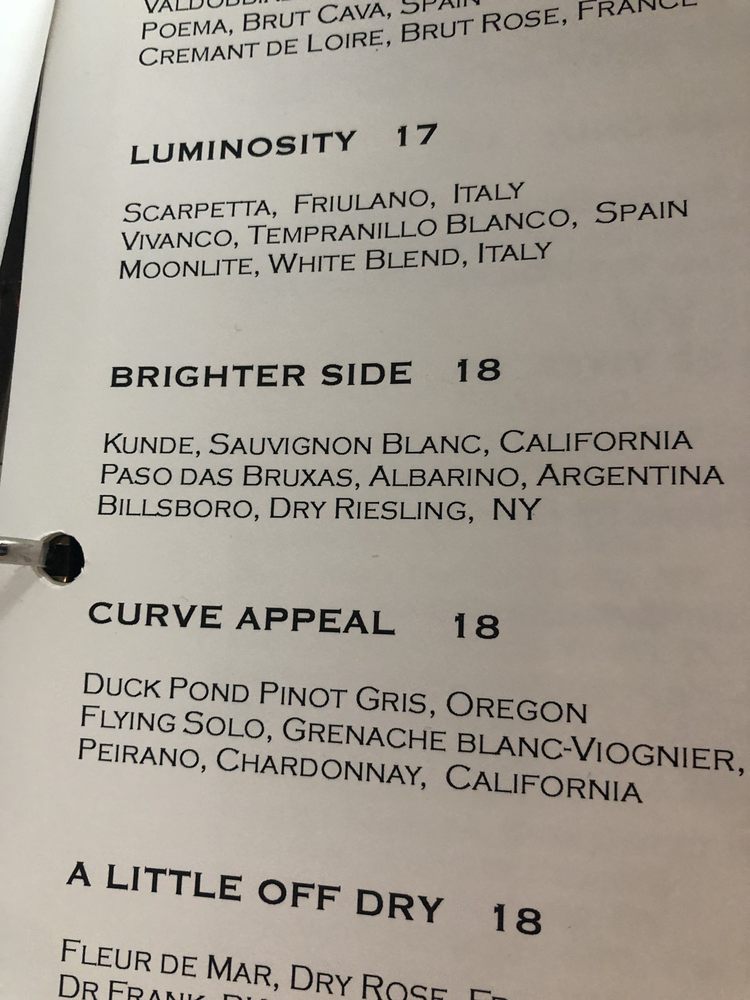 POEMA, BRUT CAVA, SPAIN
CREMANT DE LOIRE, BRUT ROSE, FRANCE
LUMINOSITY 17
SCARPETTA, FRIULANO, ITALY
VIVANCO, TEMPRANILLO BLANCO, SPAIN
MOONLITE, WHITE BLEND, ITALY
BRIGHTER SIDE 18
KUNDE, SAUVIGNON BLANC, CALIFORNIA
PASO DAS BRUXAS, ALBARINO, ARGENTINA
BILLSBORO, DRY RIESLING, NY
CURVE APPEAL 18
DUCK POND PINOT GRIS, OREGON
FLYING SOLO, GRENACHE BLANC-VIOGNIER,
PEIRANO, CHARDONNAY, CALIFORNIA
A LITTLE OFF DRY 18
FLEUR DE MAR, DRY ROSE,
DR FRANK,